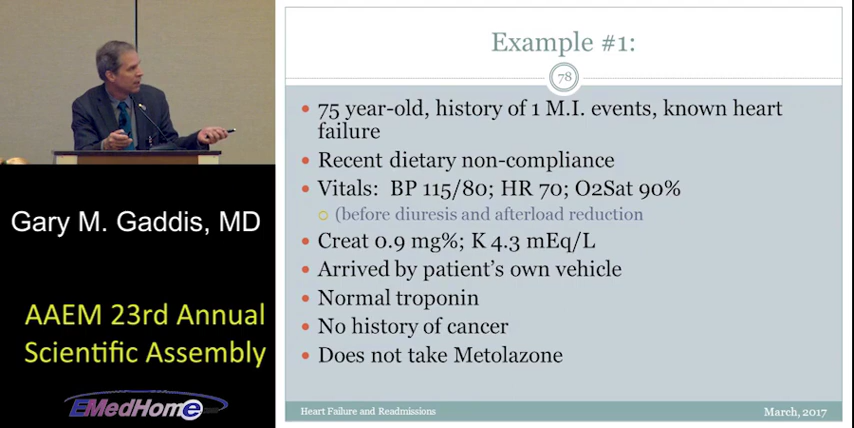 Example #1:
78
75 year-old, history of 1 M.I. events, known heart
failure
Recent dietary non-compliance
Vitals: BP 115/80; HR 70; O2Sat 90%
(before diuresis and afterload reduction
Creat 0.9 mg%; K 4.3 mEq/L
Arrived by patient's own vehicle
Normal troponin
No history of cancer
Does not take Metolazone
Heart Failure and Readmissions
March, 2017
Gary M. Gaddis, MD
AAEM 23rd Annual
Scientific Assembly
EMedHome